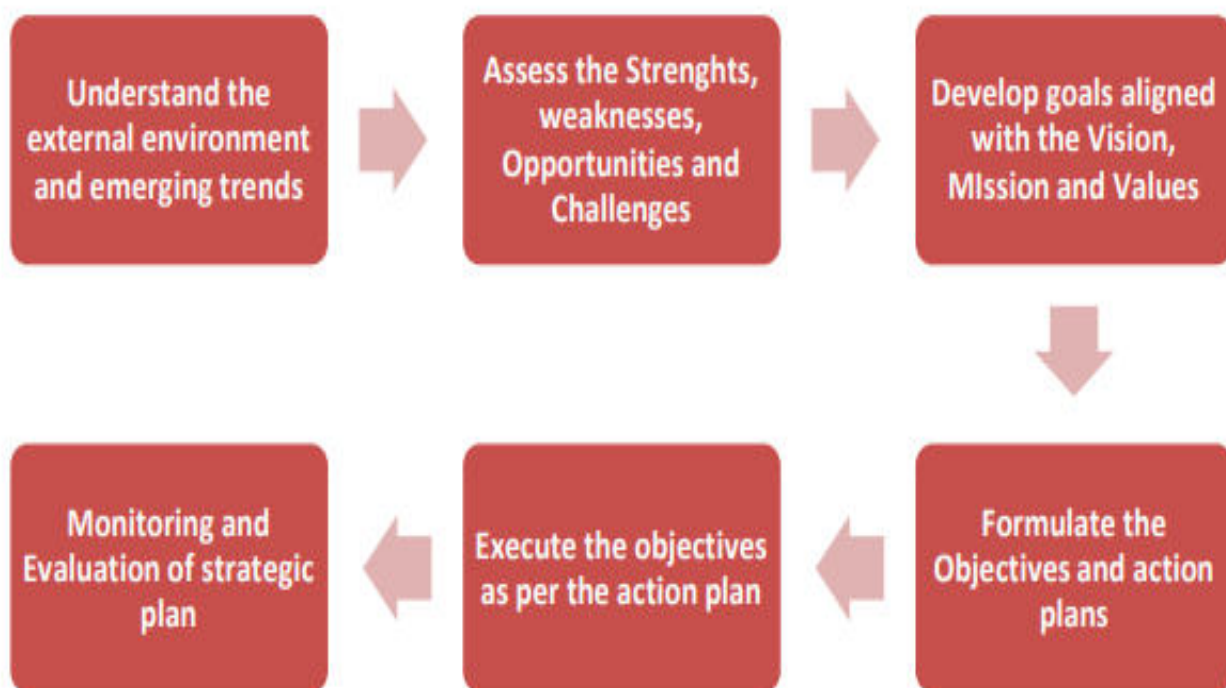 Understand the
external environment
and emerging trends
Assess the Strenghts,
weaknesses,
Opportunities and
Challenges
Develop goals aligned
with the Vision,
MIssion and Values
Formulate the
Objectives and action
plans
Execute the objectives
as per the action plan
Monitoring and
Evaluation of strategic
plan